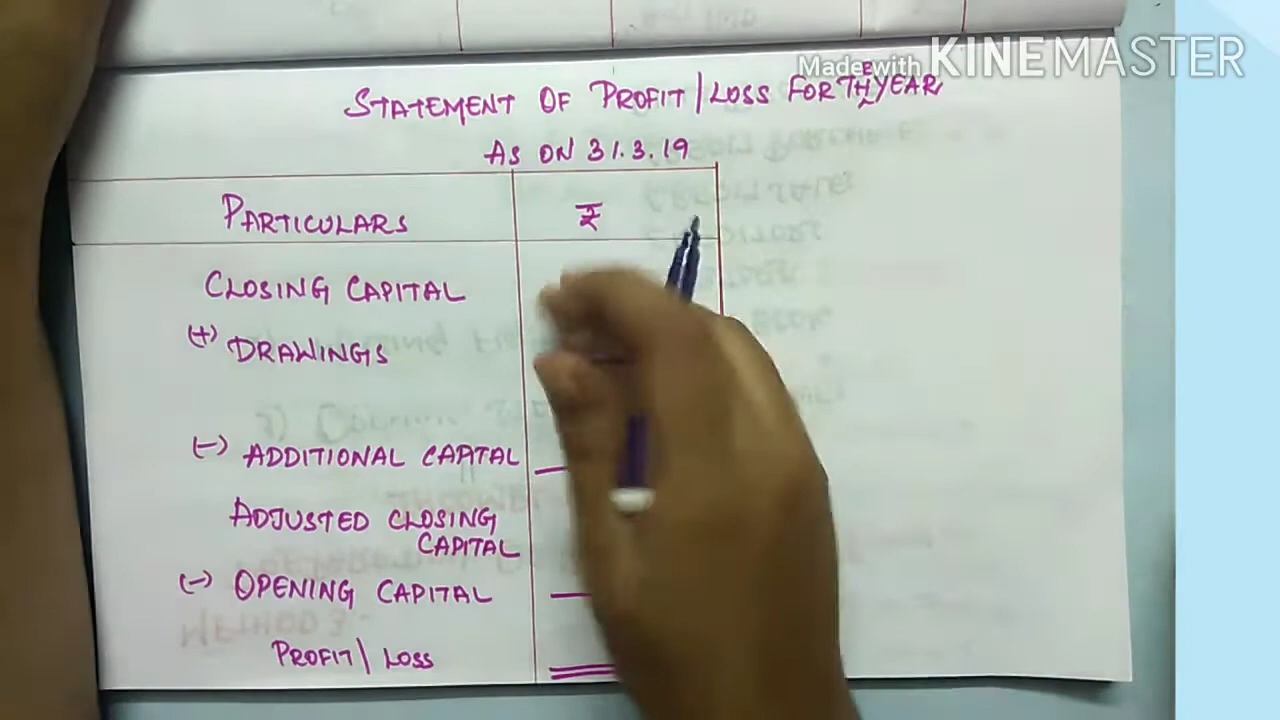 Made with KINEMASTER
STATEMENT OF PROFIT/LOSS FOR THE YEAR
AS ON 31.3.19
PARTICULARS ₹
CLOSING CAPITAL
(+) DRAWINGS
(-) ADDITIONAL CAPITAL
ADJUSTED CLOSING
CAPITAL
(-) OPENING CAPITAL
PROFIT/LOSS